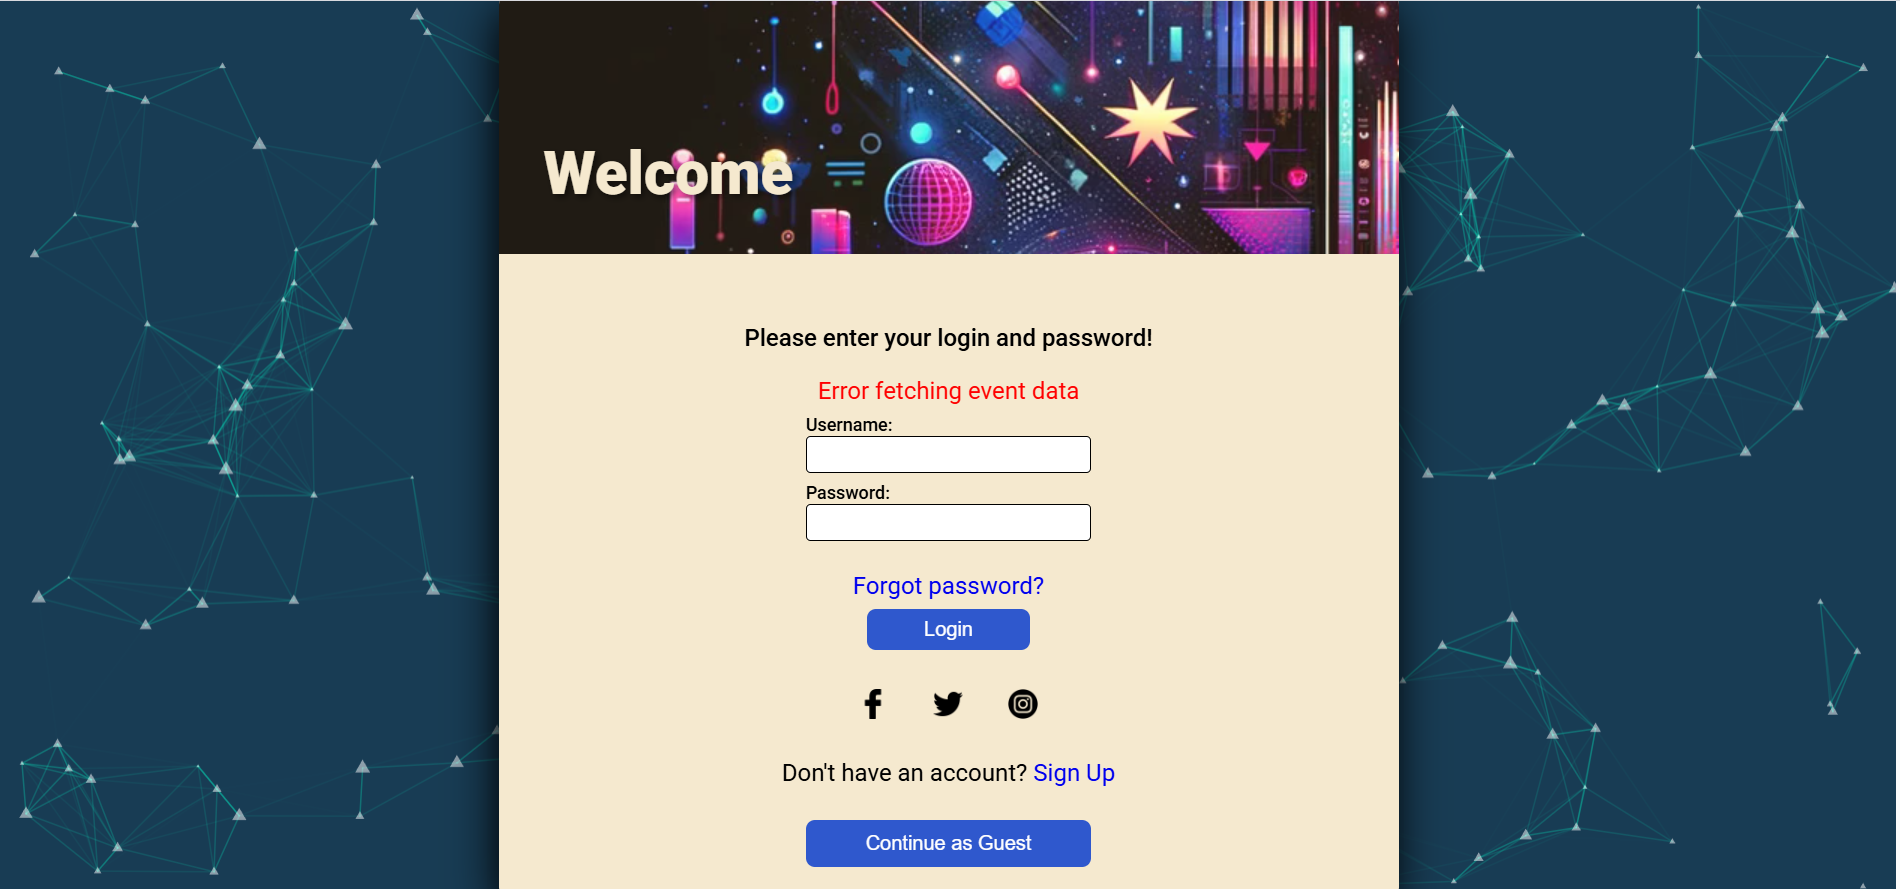 Welcome
Please enter your login and password!
Error fetching event data
Username:
Password:
Forgot password?
Login
Don't have an account? Sign Up
Continue as Guest